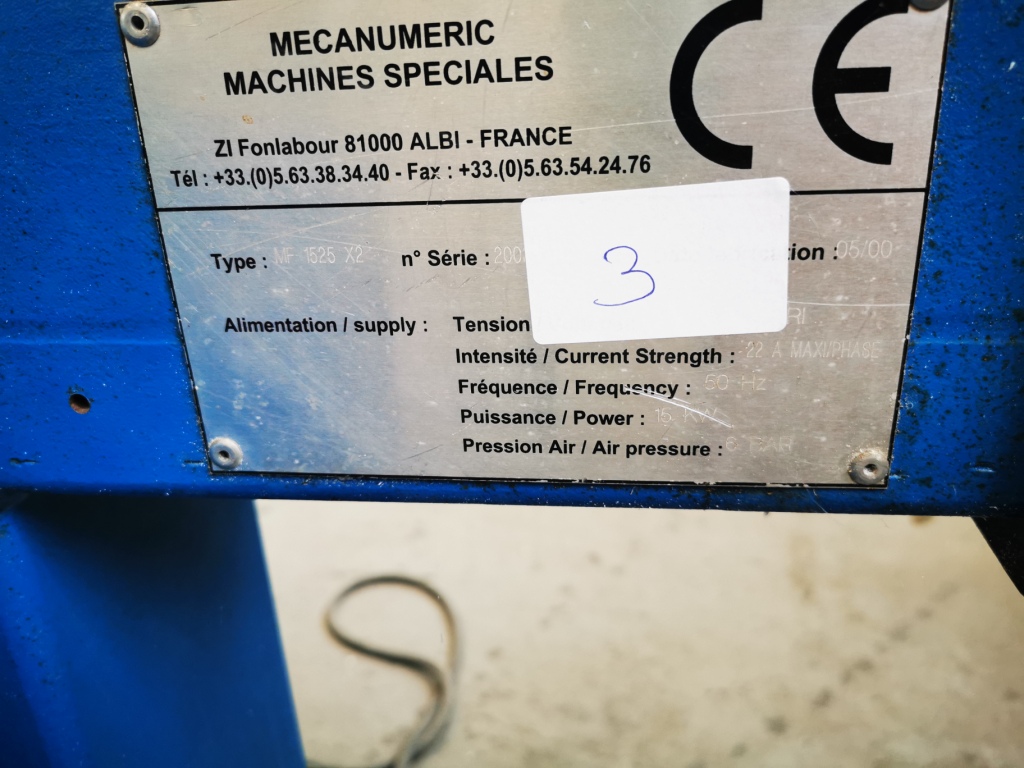 MECANUMERIC
MACHINES SPECIALES
CE
ZI Fonlabour 81000 ALBI - FRANCE
Tél : +33.(0)5.63.38.34.40 - Fax : +33.(0)5.63.54.24.76
3
Type : MF 1525 X2 n° Série : : 05/00
Alimentation / supply : Tension
Intensité / Current Strength : 22 A MAXI/PHASE
Fréquence / Frequency : Hz
Puissance / Power : KW
Pression Air / Air pressure : BAR